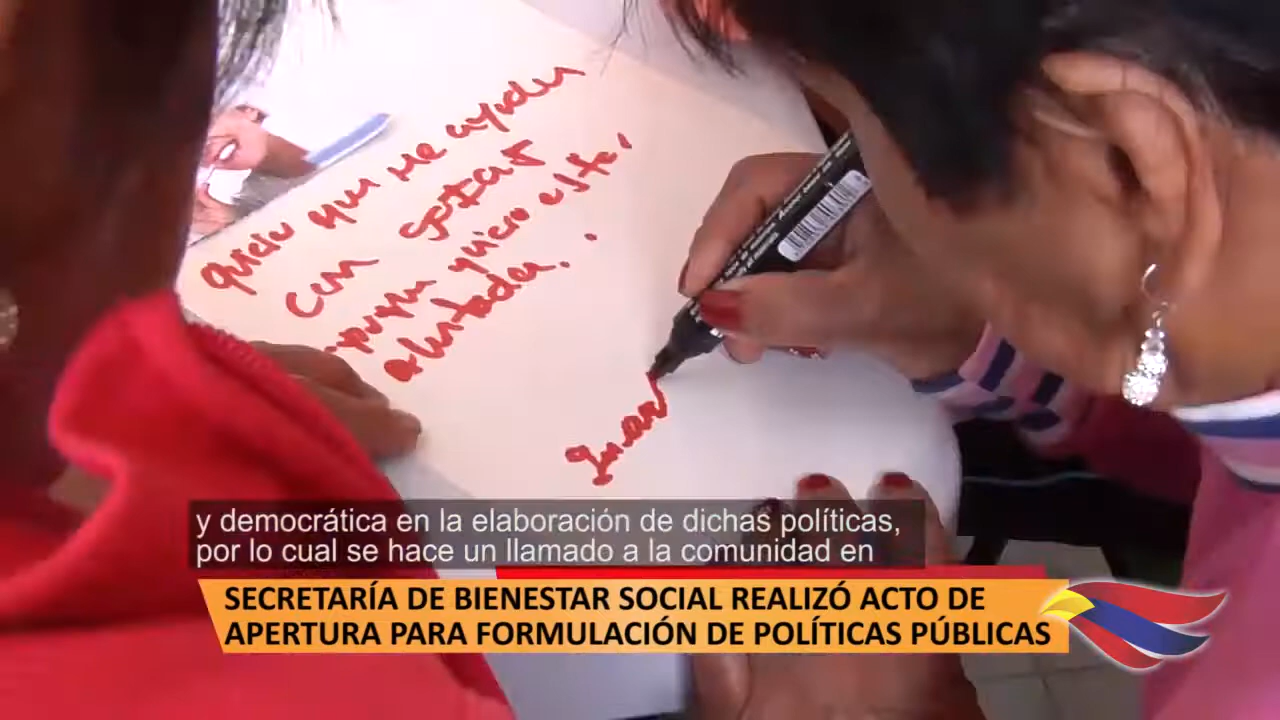 quiero que me ayuden
con
porque quiero
y democrática en la elaboración de dichas políticas,
por lo cual se hace un llamado a la comunidad en
SECRETARÍA DE BIENESTAR SOCIAL REALIZÓ ACTO DE
APERTURA PARA FORMULACIÓN DE POLÍTICAS PÚBLICAS